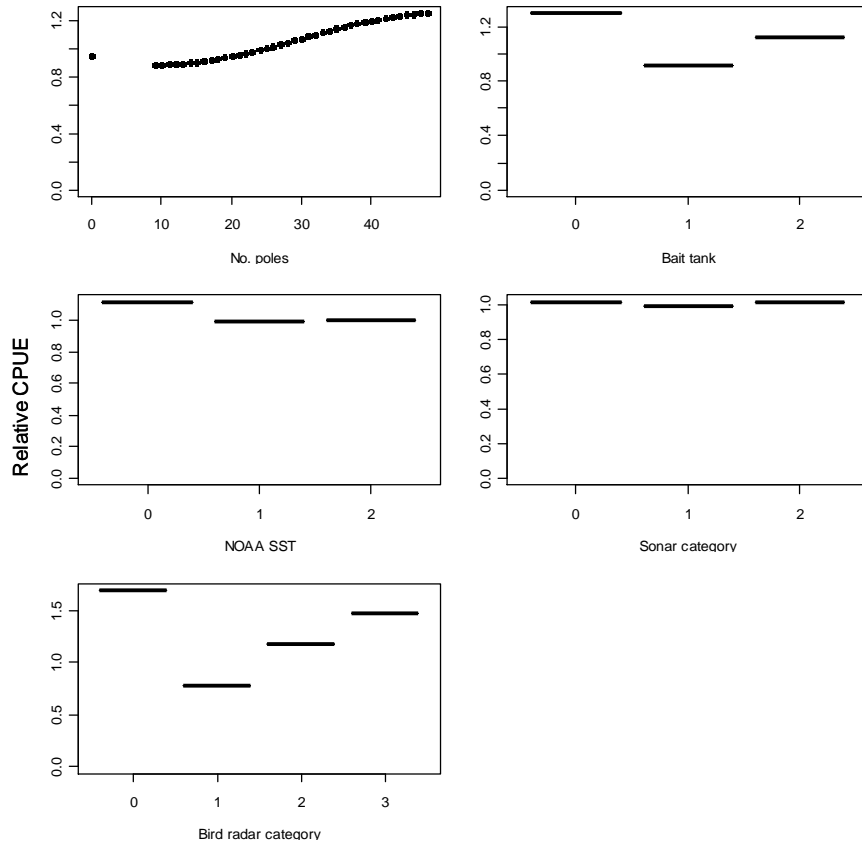 0.0 0.4 0.8 1.2
0 10 20 30 40
No. poles
0.0 0.4 0.8 1.2
0 1 2
Bait tank
Relative CPUE
0.0 0.2 0.4 0.6 0.8 1.0
0 1 2
NOAA SST
0.0 0.2 0.4 0.6 0.8 1.0
0 1 2
Sonar category
0.0 0.5 1.0 1.5
0 1 2 3
Bird radar category